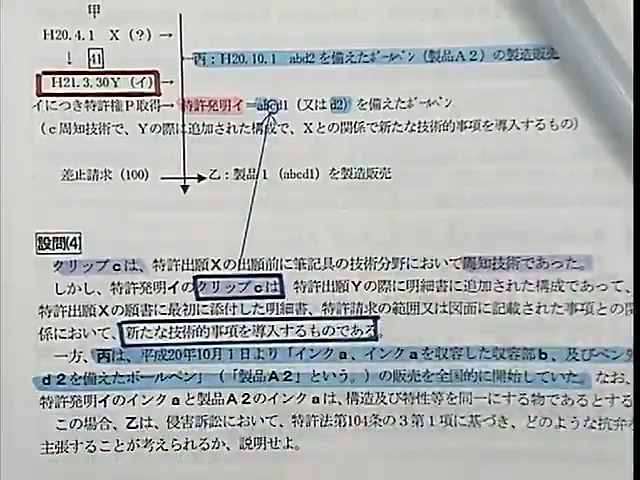 甲
H20.4.1 X (?) →
↓ 41
丙：H20.10.1 abd2 を備えたボールペン（製品A2）の製造販売
H21.3.30Y (イ) →
イにつき特許権P取得→ 特許発明イ＝abcd1（又は d2）を備えたボールペン
（c 周知技術で、Yの際に追加された構成で、Xとの関係で新たな技術的事項を導入するもの）
差止請求（100） → 乙：製品1（abcd1）を製造販売
設問(4)
クリップｃは、特許出願Xの出願前に筆記具の技術分野において周知技術であった。
しかし、特許発明イのクリップｃは、特許出願Yの際に明細書に追加された構成であって、
許出願Xの願書に最初に添付した明細書、特許請求の範囲又は図面に記載された事項との
係において、新たな技術的事項を導入するものである。
一方、丙は、平成20年10月1日より「インクａ、インクａを収容した収容部ｂ、及びペン
ｄ２を備えたボールペン」（「製品Ａ２」という。）の販売を全国的に開始していた。なお、
特許発明イのインクａと製品Ａ２のインクａは、構造及び特性等を同一にする物であるとする
この場合、乙は、侵害訴訟において、特許法第104条の３第１項に基づき、どのような抗弁
主張することが考えられるか、説明せよ。